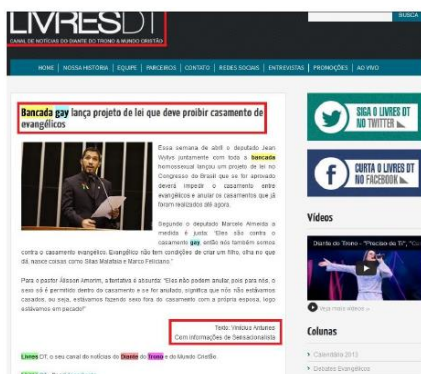 LIVRESDT
CANAL DE NOTÍCIAS DO DIANTE DO TRONO & MUNDO CRISTÃO
BUSCA
HOME | NOSSA HISTÓRIA | EQUIPE | PARCEIROS | CONTATO | REDES SOCIAIS | ENTREVISTAS | PROMOÇÕES | AO VIVO
Bancada gay lança projeto de lei que deve proibir casamento de
evangélicos
Essa semana de abril o deputado Jean
Wyllys juntamente com toda a bancada
homossexual lançou um projeto de lei no
Congresso do Brasil que se for aprovado
deverá impedir o casamento entre
evangélicos e anular os casamentos que já
foram realizados até agora.
Segundo o deputado Marcelo Almeida a
medida é justa: "Eles são contra o
casamento gay, então nós também somos
contra o casamento evangélico. Evangélico não tem condições de criar um filho, olha no que
dá, nasce coisas como Silas Malafaia e Marco Feliciano."
Para o pastor Alisson Amorim, a tentativa é absurda: "Eles não podem anular, pois para nós, o
sexo só é permitido dentro do casamento e se for anulado, significa que nós não estávamos
casados, ou seja, estávamos fazendo sexo fora do casamento com a própria esposa, logo
estávamos em pecado!"
Texto: Vinícius Antunes
Com informações de Sensacionalista
Livres DT, o seu canal do notícias do Diante do Trono e do Mundo Cristão.
SIGA O LIVRES DT
NO TWITTER
CURTA O LIVRES DT
NO FACEBOOK
Vídeos
Diante do Trono - "Preciso de Ti", "Cu
Veja mais vídeos »
Colunas
Calendário 2013
Debates Evangélicos